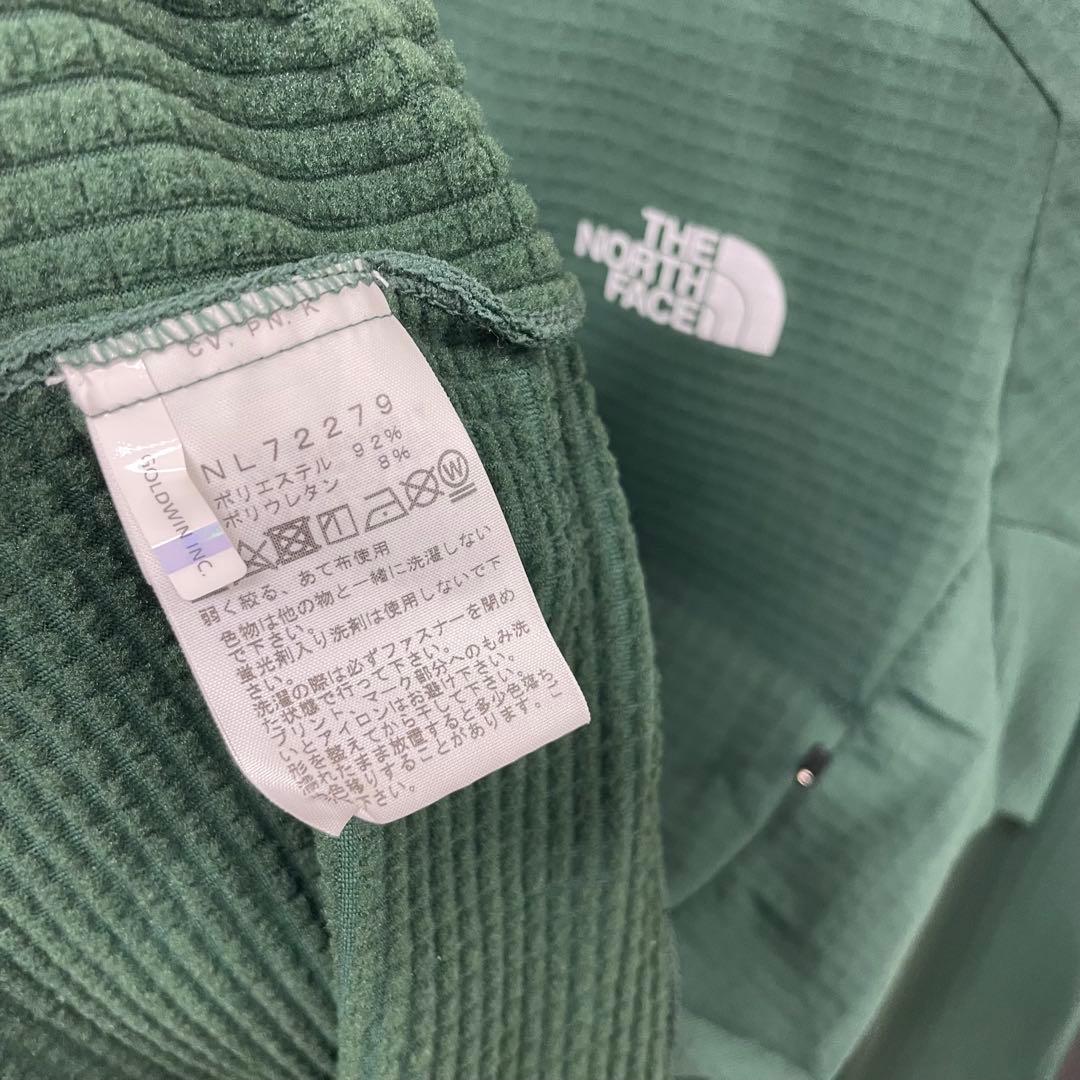 THE
NORTH
FACE
CV. PN. K
NL72279
ポリエステル 92%
ポリウレタン 8%
GOLDWIN INC.
W
弱く絞る、あて布使用
色物は他の物と一緒に洗濯しない
で下さい。
蛍光剤入り洗剤は使用しないで下
さい。
洗濯の際は必ずファスナーを閉め
た状態で行って下さい。
プリント、マーク部分へのもみ洗
いとアイロンはお避け下さい。
形を整えてから干して下さい。
濡れたまま放置すると多少色落ち、
色移りすることがあります。ご
下さい。